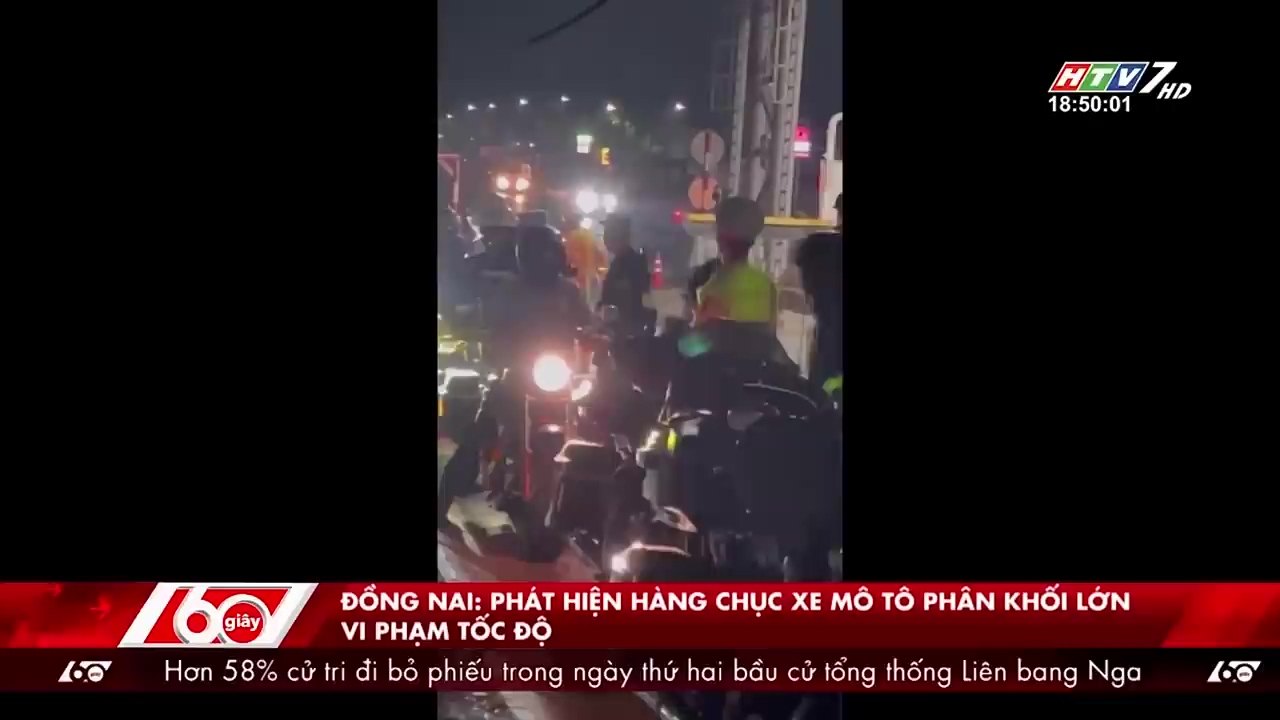 HTV7 HD
18:50:01
60 giây
ĐỒNG NAI: PHÁT HIỆN HÀNG CHỤC XE MÔ TÔ PHÂN KHỐI LỚN
VI PHẠM TỐC ĐỘ
Hơn 58% cử tri đi bỏ phiếu trong ngày thứ hai bầu cử tổng thống Liên bang Nga